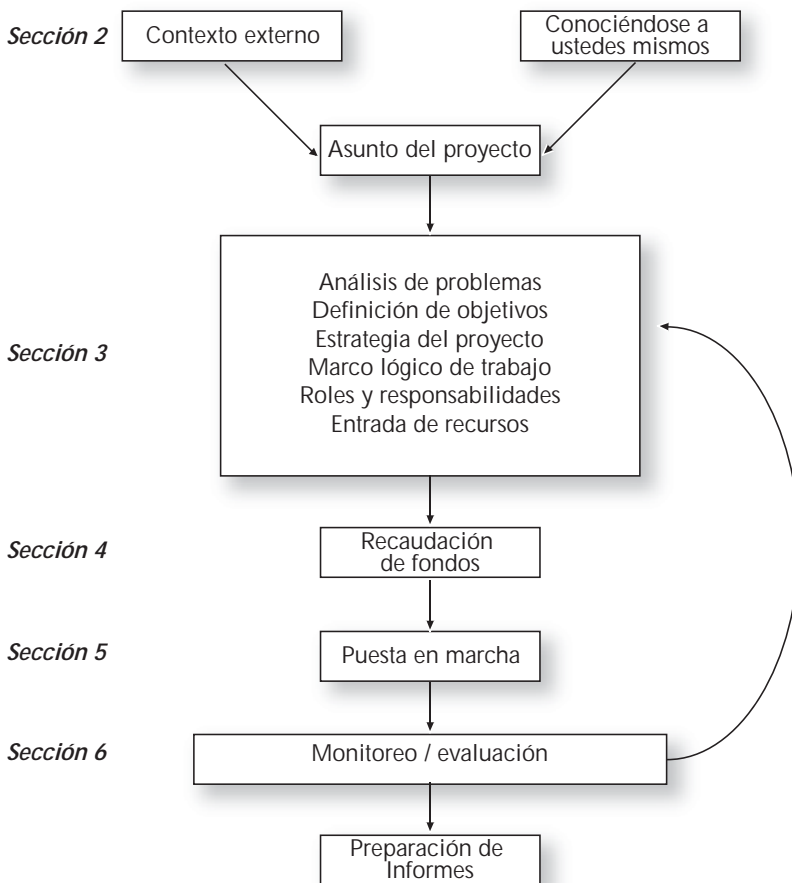 Sección 2
Contexto externo
Conociéndose a
ustedes mismos
Asunto del proyecto
Sección 3
Análisis de problemas
Definición de objetivos
Estrategia del proyecto
Marco lógico de trabajo
Roles y responsabilidades
Entrada de recursos
Sección 4
Recaudación
de fondos
Sección 5
Puesta en marcha
Sección 6
Monitoreo / evaluación
Preparación de
Informes